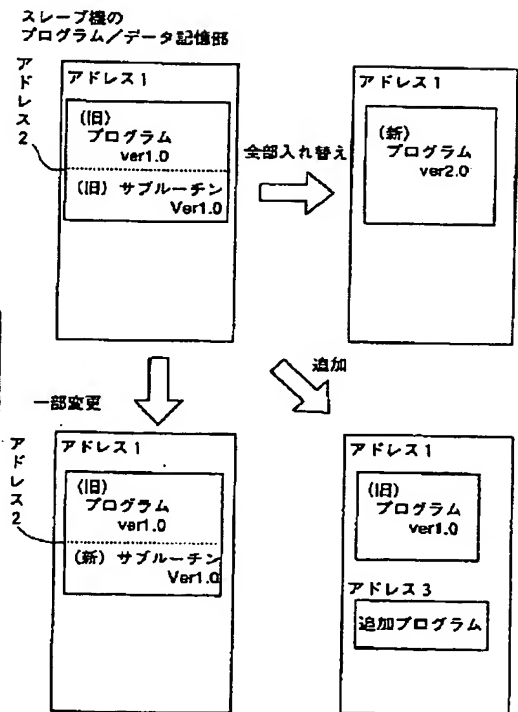 スレーブ機の
プログラム/データ記憶部
アドレス2
アドレス1
(旧)
プログラム
ver1.0
(旧) サブルーチン
Ver1.0
全部入れ替え
アドレス1
(新)
プログラム
ver2.0
一部変更
追加
アドレス2
アドレス1
(旧)
プログラム
ver1.0
(新) サブルーチン
Ver1.0
アドレス1
(旧)
プログラム
ver1.0
アドレス3
追加プログラム